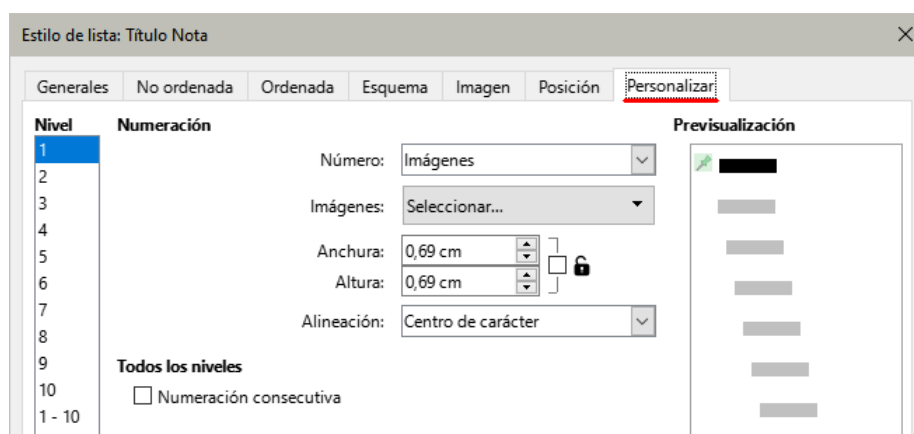 Estilo de lista: Título Nota
Generales No ordenada Ordenada Esquema Imagen Posición Personalizar
Nivel Numeración Previsualización
1
Número: Imágenes
2
3
Imágenes: Seleccionar...
4
5
Anchura: 0,69 cm
6
Altura: 0,69 cm
7
Alineación: Centro de carácter
8
9
Todos los niveles
10
Numeración consecutiva
1 - 10